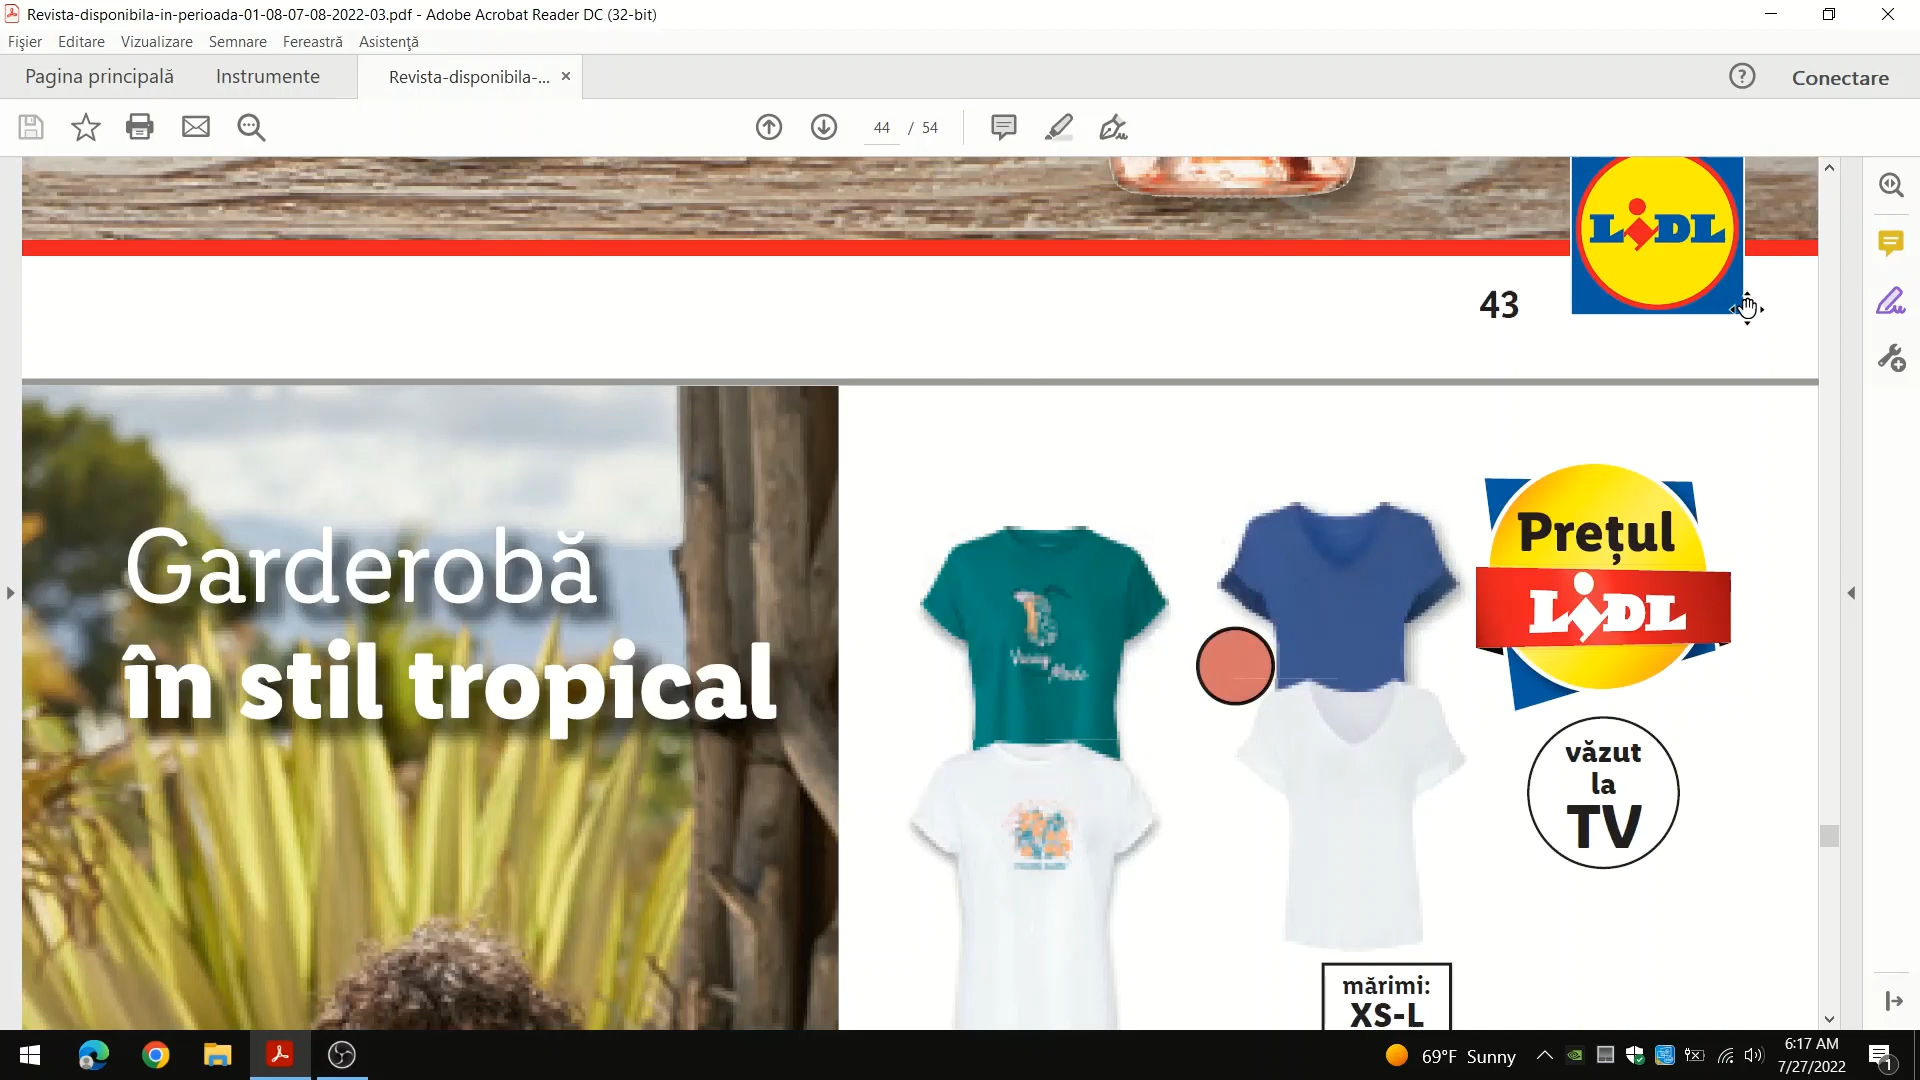 Revista-disponibila-in-perioada-01-08-07-08-2022-03.pdf - Adobe Acrobat Reader DC (32-bit)
Fișier Editare Vizualizare Semnare Fereastră Asistență
Pagina principală Instrumente Revista-disponibila-... × Conectare
44 / 54
LIDL
43
Garderobă
în stil tropical
Prețul
LIDL
văzut
la
TV
mărimi:
XS-L
69°F Sunny
6:17 AM
7/27/2022
1